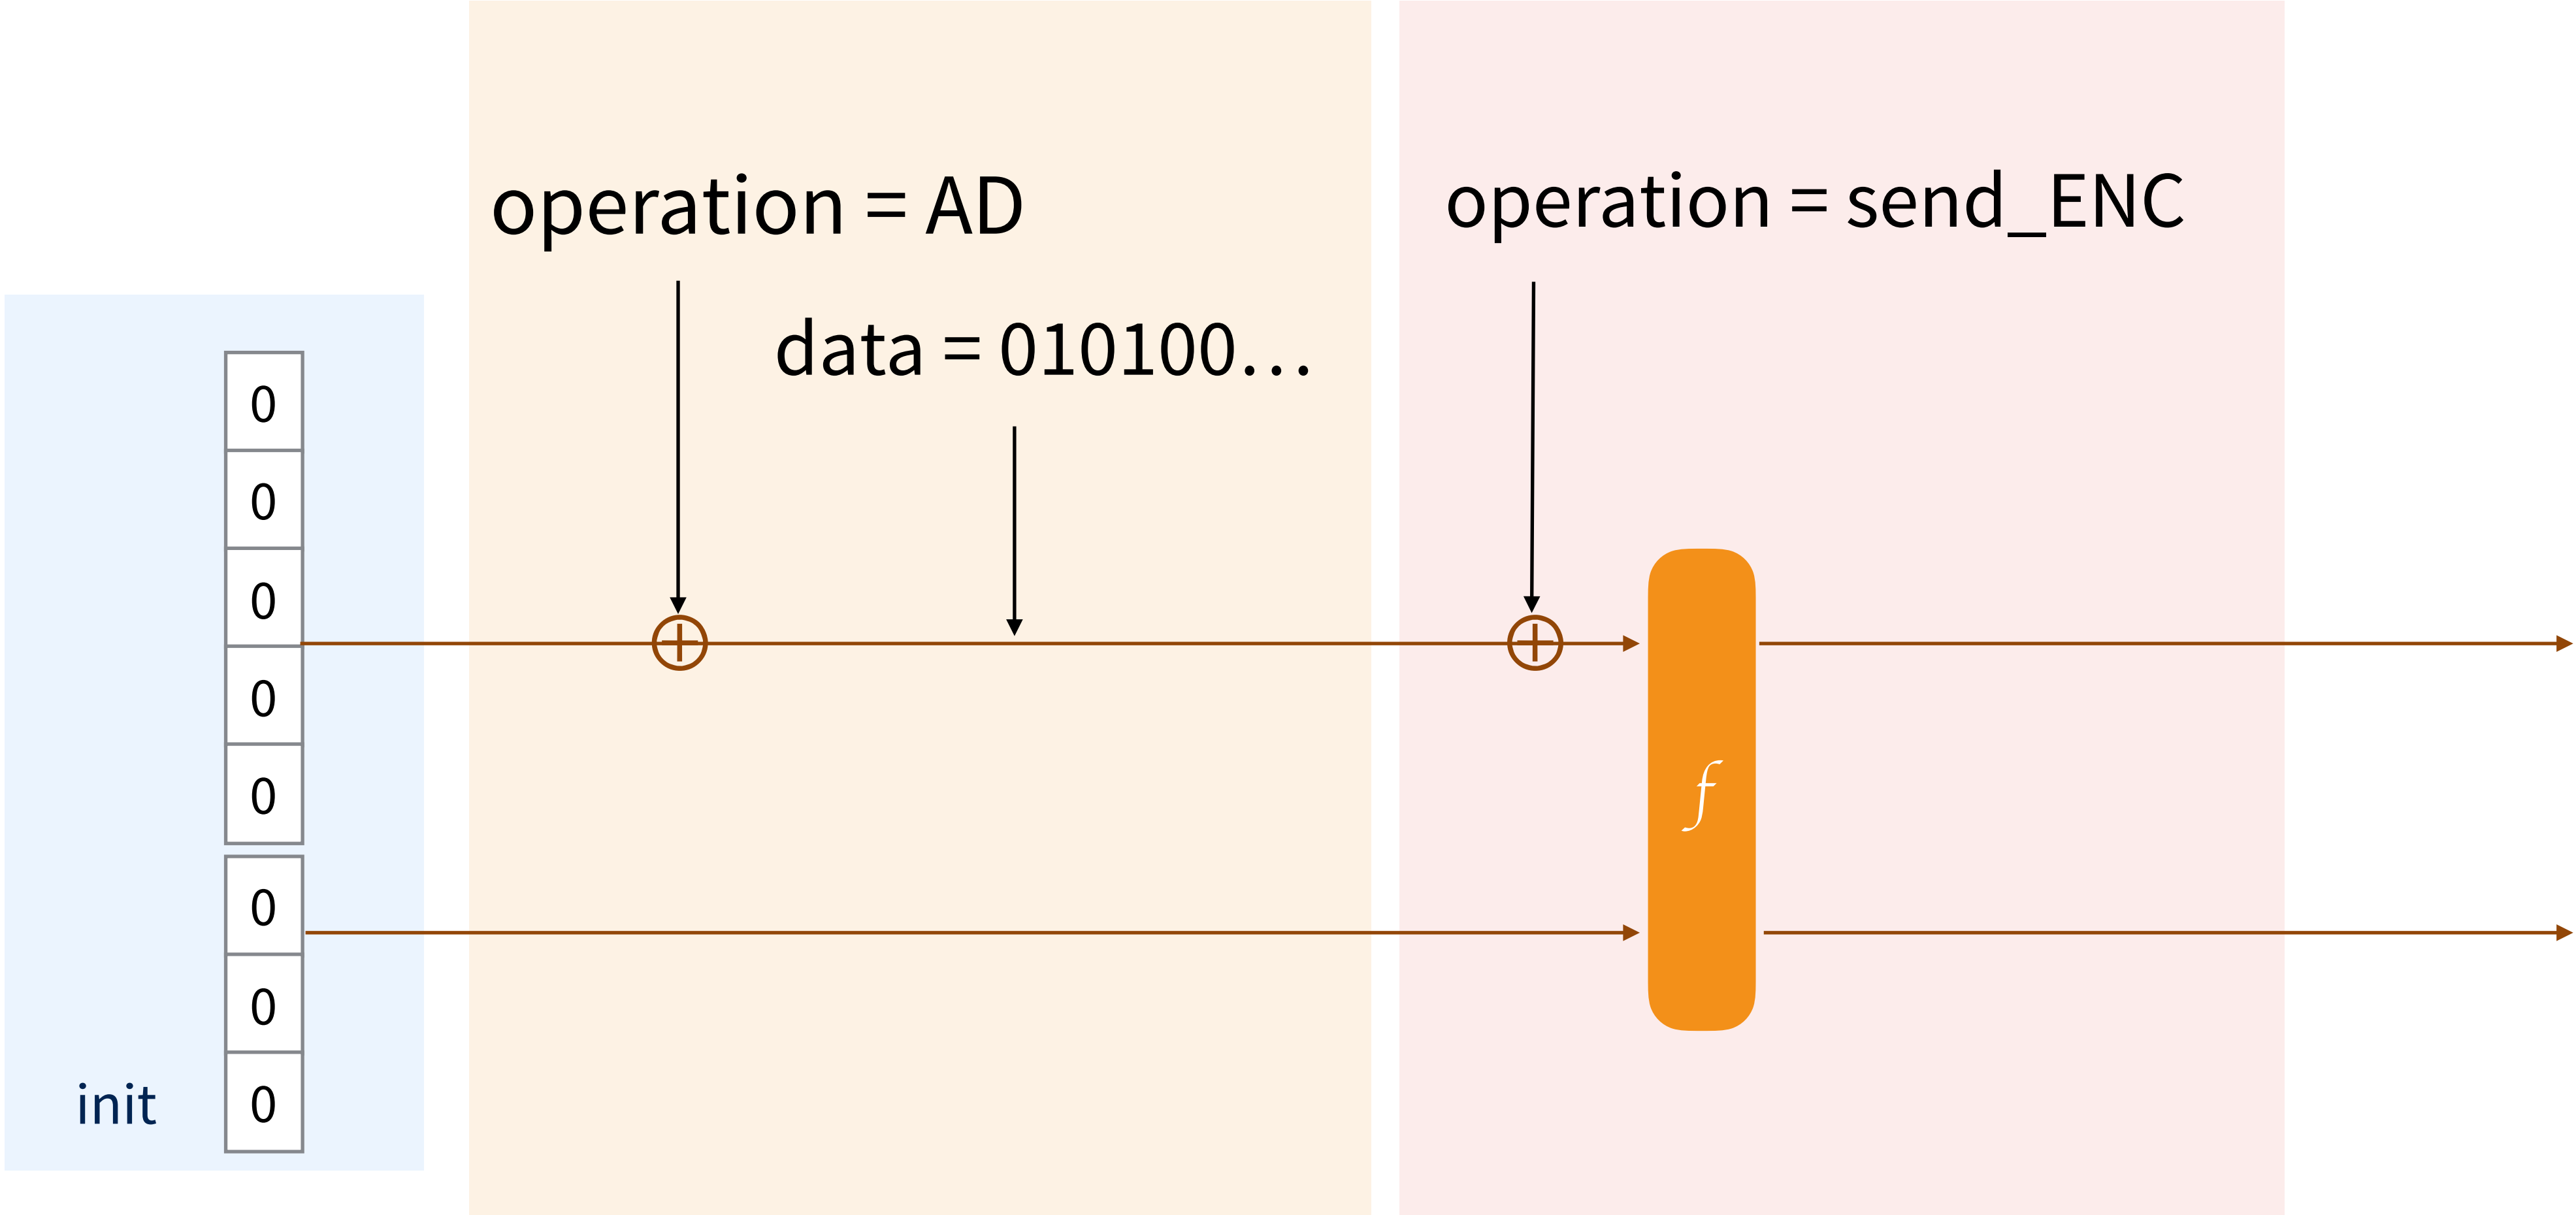 operation = AD
data = 010100...
operation = send_ENC
0
0
0
0
0
0
0
0
init
f